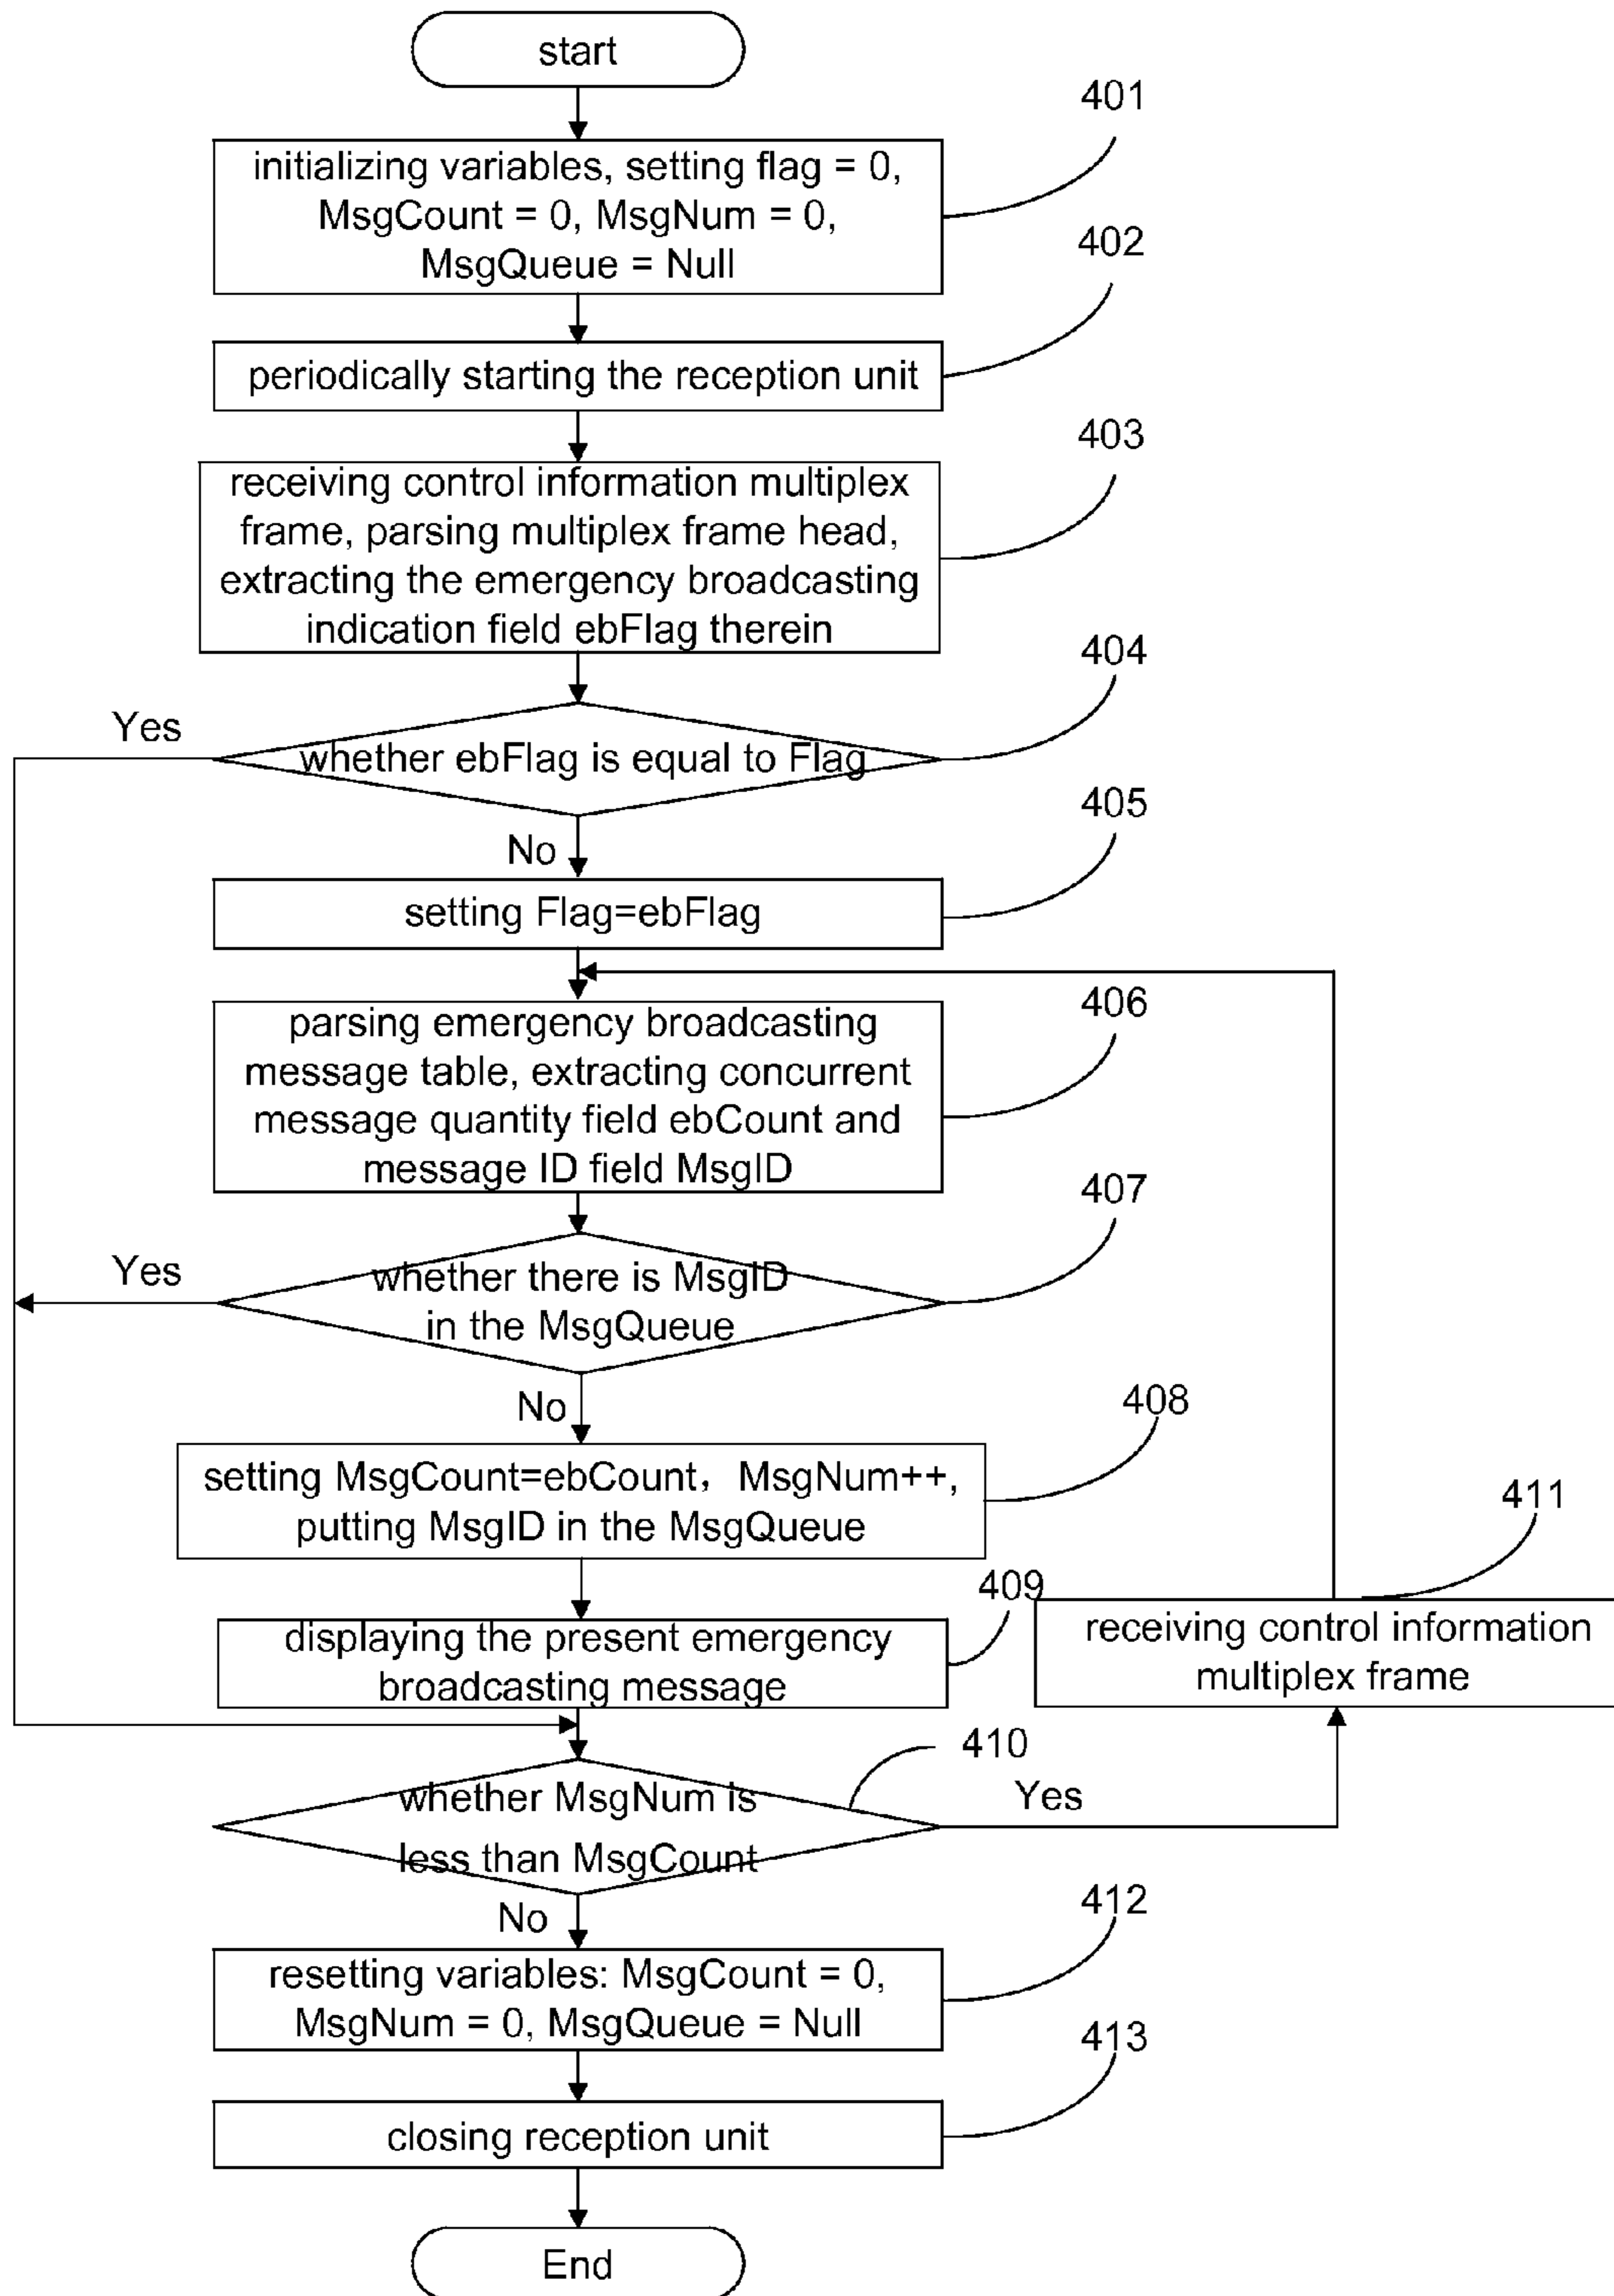 start
401
initializing variables, setting flag = 0,
MsgCount = 0, MsgNum = 0,
MsgQueue = Null
402
periodically starting the reception unit
403
receiving control information multiplex
frame, parsing multiplex frame head,
extracting the emergency broadcasting
indication field ebFlag therein
404
Yes
whether ebFlag is equal to Flag
405
No
setting Flag=ebFlag
406
parsing emergency broadcasting
message table, extracting concurrent
message quantity field ebCount and
message ID field MsgID
407
Yes
whether there is MsgID
in the MsgQueue
No
408
setting MsgCount=ebCount，MsgNum++,
putting MsgID in the MsgQueue
411
409
displaying the present emergency
broadcasting message
receiving control information
multiplex frame
410
whether MsgNum is
less than MsgCount
Yes
No
412
resetting variables: MsgCount = 0,
MsgNum = 0, MsgQueue = Null
413
closing reception unit
End